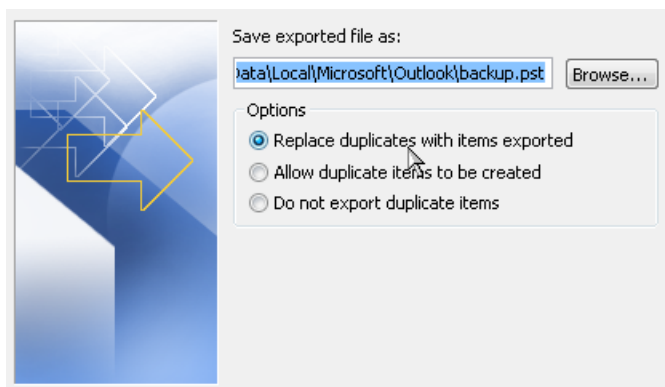 Save exported file as:
ata\Local\Microsoft\Outlook\backup.pst Browse...
Options
Replace duplicates with items exported
Allow duplicate items to be created
Do not export duplicate items